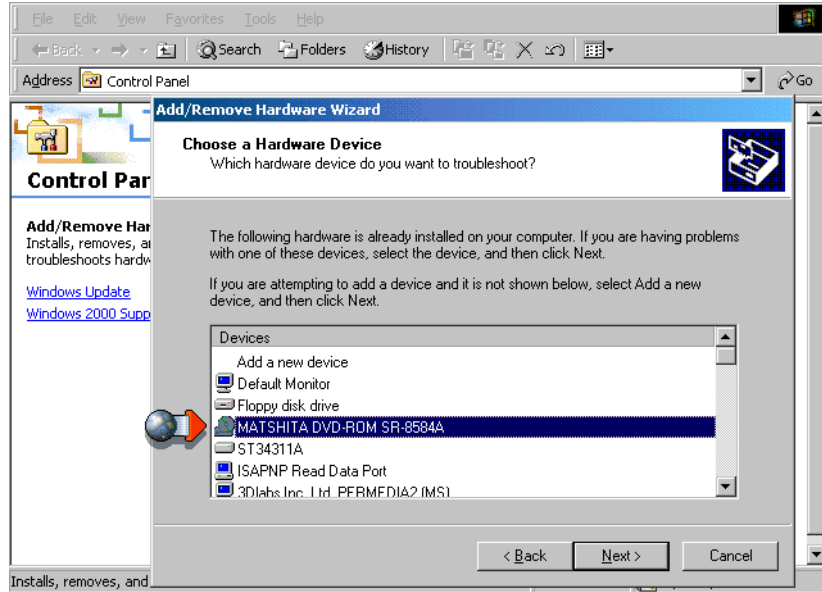 File Edit View Favorites Tools Help
Back Search Folders History
Address Control Panel Go
Add/Remove Hardware Wizard
Choose a Hardware Device
Which hardware device do you want to troubleshoot?
Control Par
Add/Remove Har
Installs, removes, a
troubleshoots hardw
Windows Update
Windows 2000 Supp
The following hardware is already installed on your computer. If you are having problems
with one of these devices, select the device, and then click Next.
If you are attempting to add a device and it is not shown below, select Add a new
device, and then click Next.
Devices
Add a new device
Default Monitor
Floppy disk drive
MATSHITA DVD-ROM SR-8584A
ST34311A
ISAPNP Read Data Port
3Dlabs Inc. Ltd. PERMEDIA2 (MS)
< Back Next > Cancel
Installs, removes, and